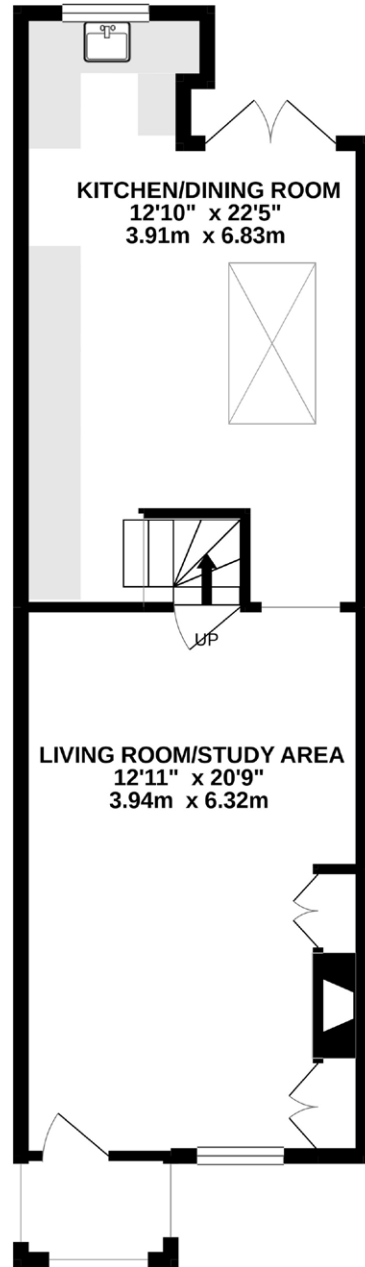 KITCHEN/DINING ROOM
12'10" x 22'5"
3.91m x 6.83m
UP
LIVING ROOM/STUDY AREA
12'11" x 20'9"
3.94m x 6.32m